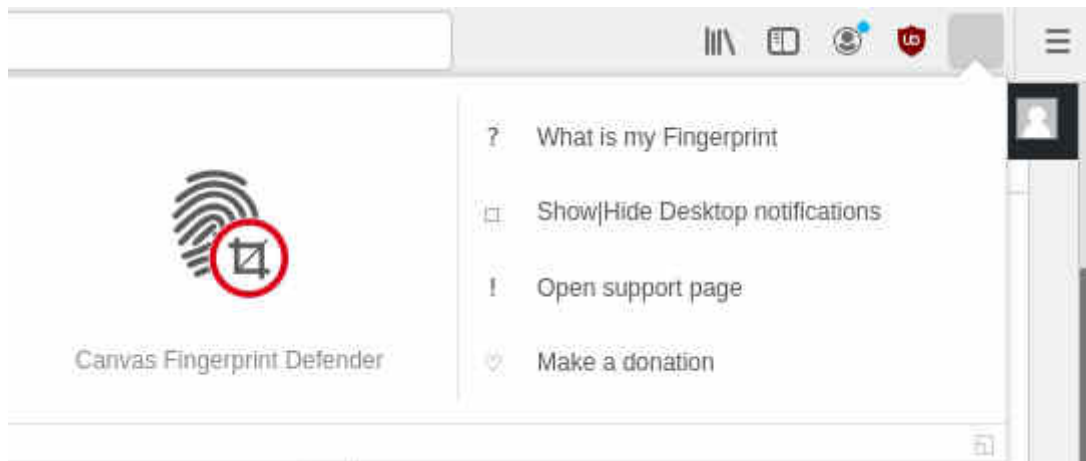 What is my Fingerprint
Show|Hide Desktop notifications
Open support page
Make a donation
Canvas Fingerprint Defender